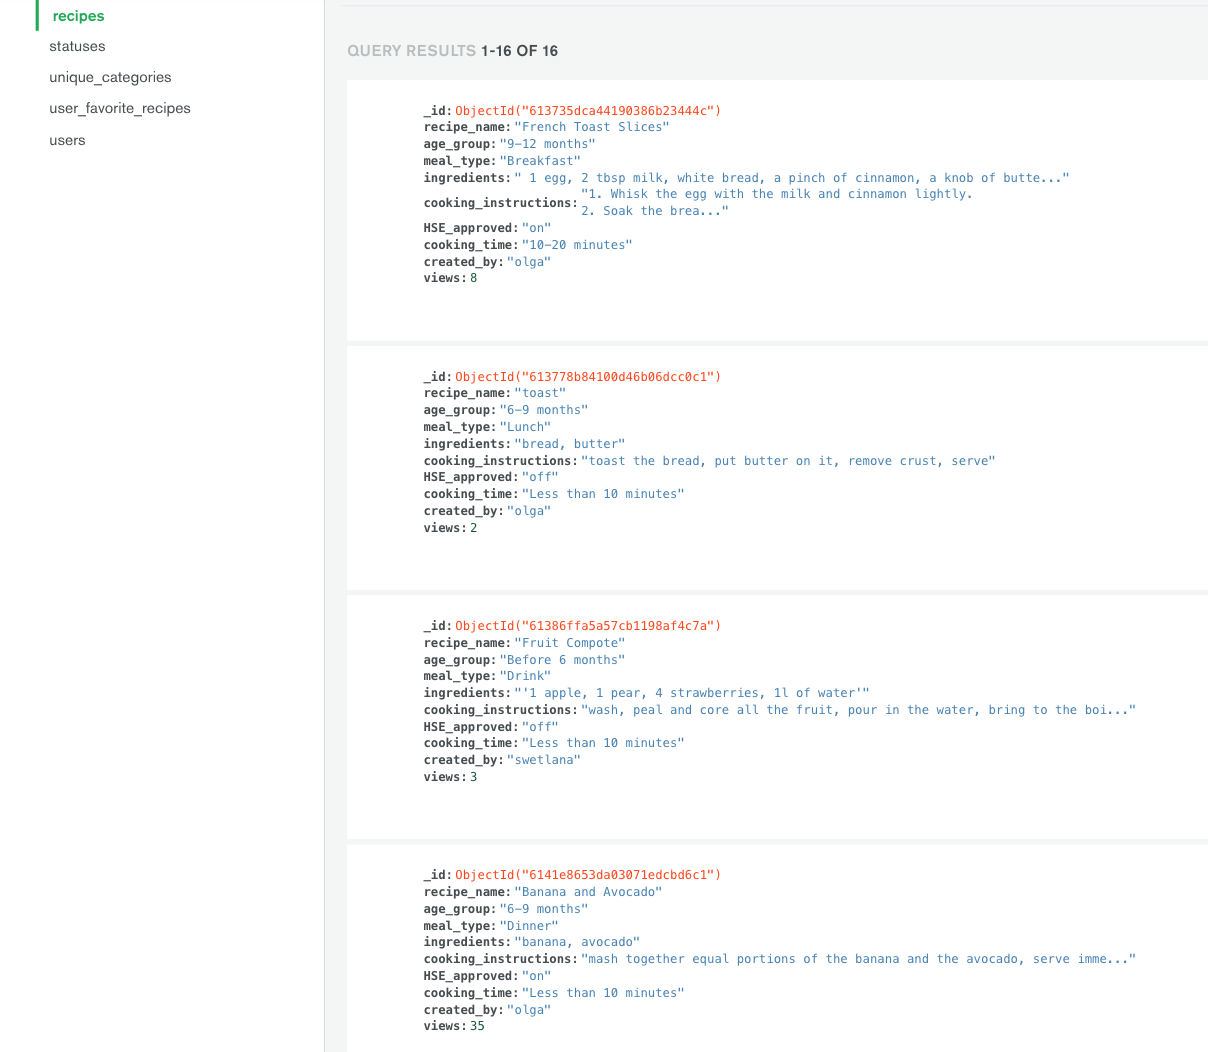 recipes
statuses
unique_categories
user_favorite_recipes
users
QUERY RESULTS 1-16 OF 16
_id: ObjectId("613735dca44190386b23444c")
recipe_name: "French Toast Slices"
age_group: "9-12 months"
meal_type: "Breakfast"
ingredients: " 1 egg, 2 tbsp milk, white bread, a pinch of cinnamon, a knob of butte..."
cooking_instructions: "1. Whisk the egg with the milk and cinnamon lightly.
2. Soak the brea..."
HSE_approved: "on"
cooking_time: "10-20 minutes"
created_by: "olga"
views: 8
_id: ObjectId("613778b84100d46b06dcc0c1")
recipe_name: "toast"
age_group: "6-9 months"
meal_type: "Lunch"
ingredients: "bread, butter"
cooking_instructions: "toast the bread, put butter on it, remove crust, serve"
HSE_approved: "off"
cooking_time: "Less than 10 minutes"
created_by: "olga"
views: 2
_id: ObjectId("61386ffa5a57cb1198af4c7a")
recipe_name: "Fruit Compote"
age_group: "Before 6 months"
meal_type: "Drink"
ingredients: "'1 apple, 1 pear, 4 strawberries, 1l of water'"
cooking_instructions: "wash, peal and core all the fruit, pour in the water, bring to the boi..."
HSE_approved: "off"
cooking_time: "Less than 10 minutes"
created_by: "swetlana"
views: 3
_id: ObjectId("6141e8653da03071edcbd6c1")
recipe_name: "Banana and Avocado"
age_group: "6-9 months"
meal_type: "Dinner"
ingredients: "banana, avocado"
cooking_instructions: "mash together equal portions of the banana and the avocado, serve imme..."
HSE_approved: "on"
cooking_time: "Less than 10 minutes"
created_by: "olga"
views: 35